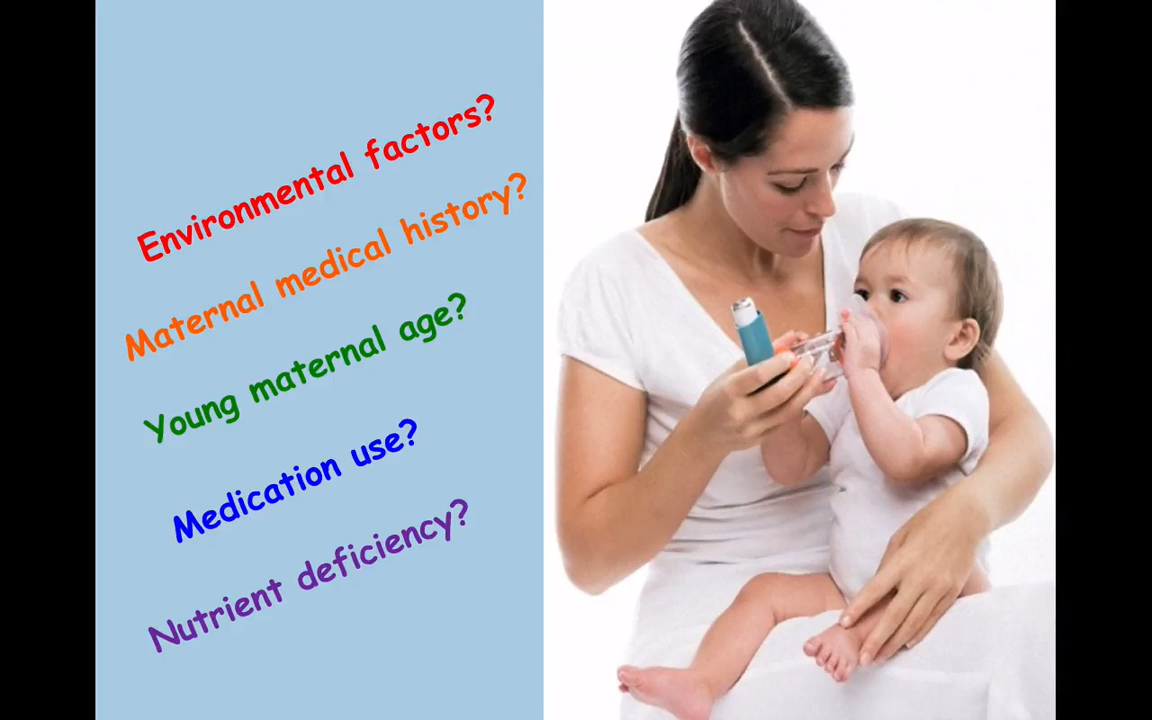 Environmental factors?
Maternal medical history?
Young maternal age?
Medication use?
Nutrient deficiency?